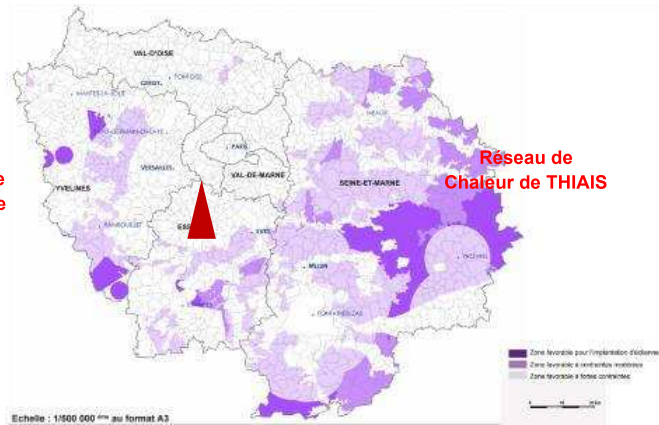 VAL-D'OISE
CERGY
PONTOISE
MANTES-LA-JOLIE
MEAUX
SAINT-GERMAIN-EN-LAYE
PARIS
VERSAILLES
Réseau de
Chaleur de THIAIS
e
e
YVELINES
VAL-DE-MARNE
SEINE-ET-MARNE
RAMBOUILLET
ESS
EVRY
MELUN
PROVINS
FONTAINEBLEAU
Zone favorable pour l'implantation d'éolienne
Zone favorable à contraintes modérées
Zone favorable à fortes contraintes
Echelle : 1/500 000 ème au format A3